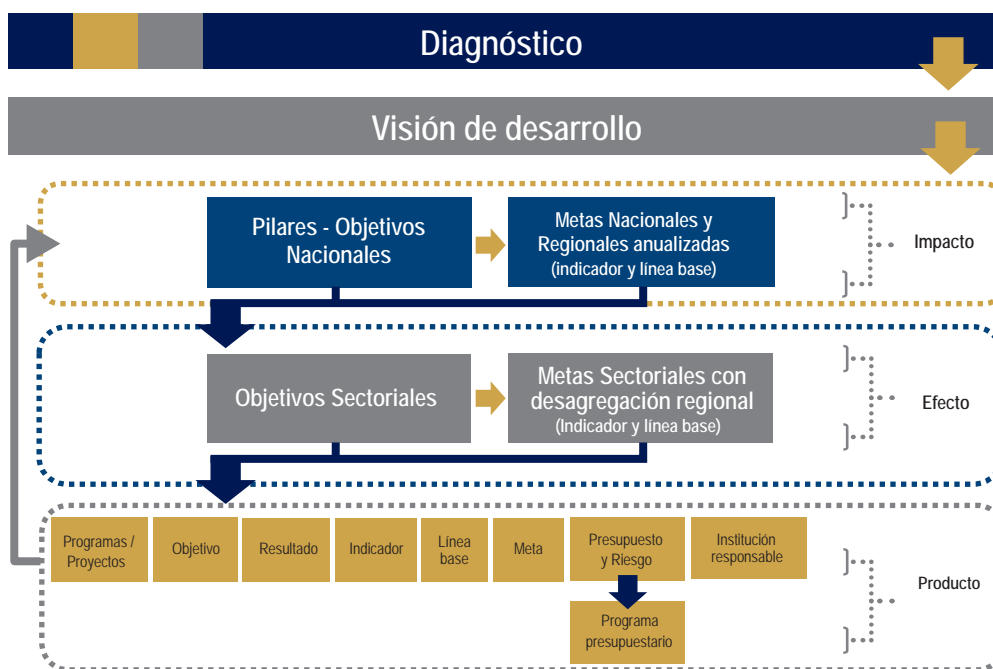 Diagnóstico
Visión de desarrollo
Pilares - Objetivos
Nacionales
Metas Nacionales y
Regionales anualizadas
(indicador y línea base)
Impacto
Objetivos Sectoriales
Metas Sectoriales con
desagregación regional
(Indicador y línea base)
Efecto
Programas /
Proyectos
Objetivo
Resultado
Indicador
Línea
base
Meta
Presupuesto
y Riesgo
Institución
responsable
Producto
Programa
presupuestario